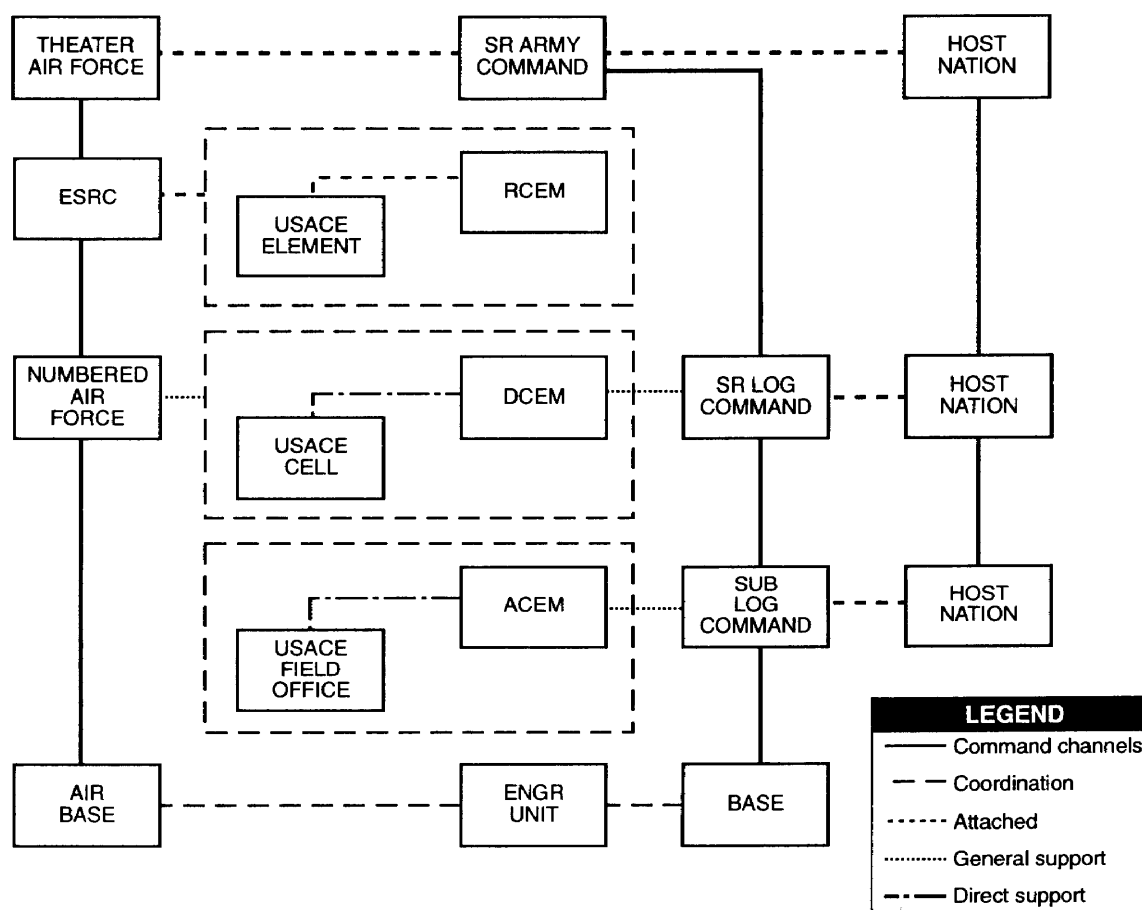 THEATER
AIR FORCE
SR ARMY
COMMAND
HOST
NATION
ESRC
USACE
ELEMENT
RCEM
NUMBERED
AIR
FORCE
USACE
CELL
DCEM
SR LOG
COMMAND
HOST
NATION
USACE
FIELD
OFFICE
ACEM
SUB
LOG
COMMAND
HOST
NATION
AIR
BASE
ENGR
UNIT
BASE
LEGEND
Command channels
Coordination
Attached
General support
Direct support